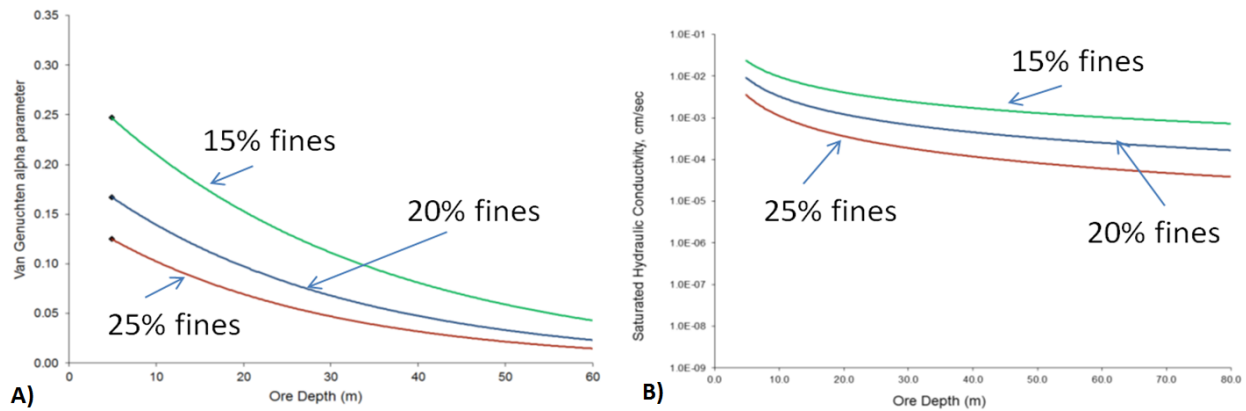 0.35
0.30
0.25
0.20
0.15
0.10
0.05
0.00
Van Genuchten alpha parameter
15% fines
20% fines
25% fines
0
10
20
30
40
50
60
Ore Depth (m)
A)
1.0E-01
1.0E-02
1.0E-03
1.0E-04
1.0E-05
1.0E-06
1.0E-07
1.0E-08
1.0E-09
Saturated Hydraulic Conductivity, cm/sec
15% fines
25% fines
20% fines
0.0
10.0
20.0
30.0
40.0
50.0
60.0
70.0
80.0
Ore Depth (m)
B)